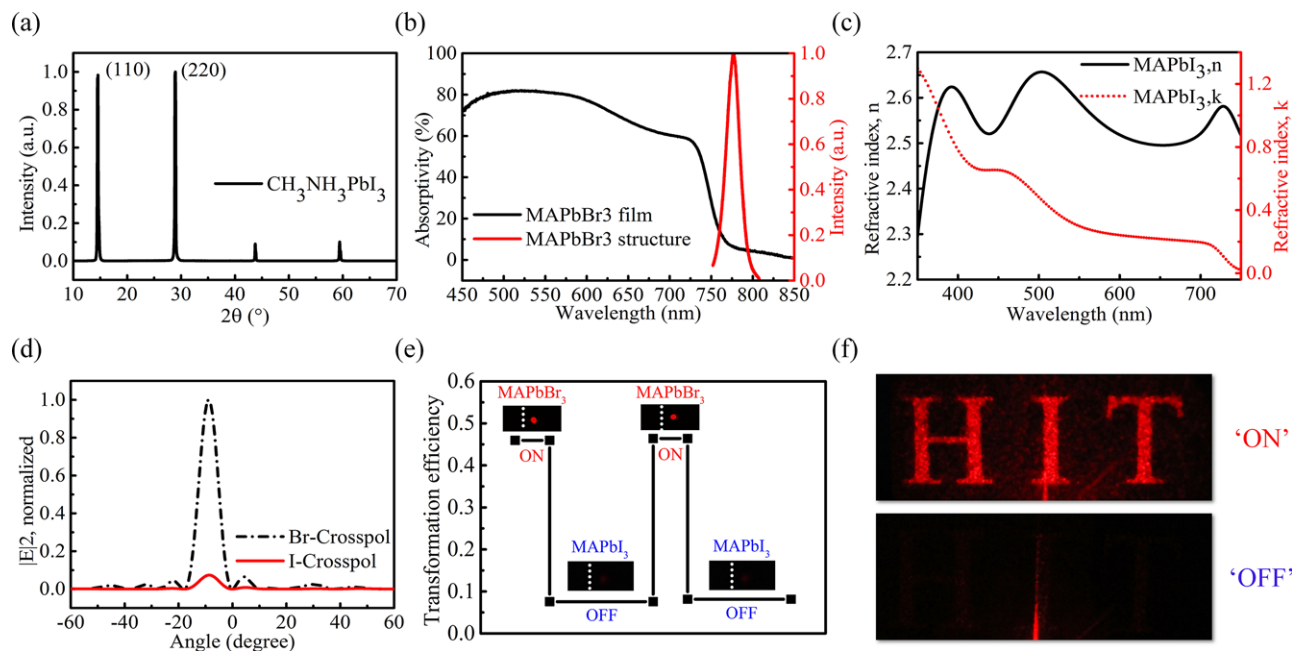 (a)
(110)
(220)
CH3NH3PbI3
Intensity (a.u.)
1.0
0.8
0.6
0.4
0.2
0.0
10 20 30 40 50 60 70
2θ (°)
(b)
100
80
60
40
20
0
Absorptivity (%)
MAPbBr3 film
MAPbBr3 structure
1.0
0.8
0.6
0.4
0.2
0.0
Intensity (a.u.)
450 500 550 600 650 700 750 800 850
Wavelength (nm)
(c)
2.7
2.6
2.5
2.4
2.3
2.2
Refractive index, n
MAPbI3,n
MAPbI3,k
1.2
0.9
0.6
0.3
0.0
Refractive index, k
400 500 600 700
Wavelength (nm)
(d)
1.0
0.8
0.6
0.4
0.2
0.0
|E|2, normalized
Br-Crosspol
I-Crosspol
-60 -40 -20 0 20 40 60
Angle (degree)
(e)
0.6
0.5
0.4
0.3
0.2
0.1
0.0
Transformation efficiency
MAPbBr3
ON
MAPbI3
OFF
MAPbBr3
ON
MAPbI3
OFF
(f)
HIT
‘ON’
HIT
‘OFF’